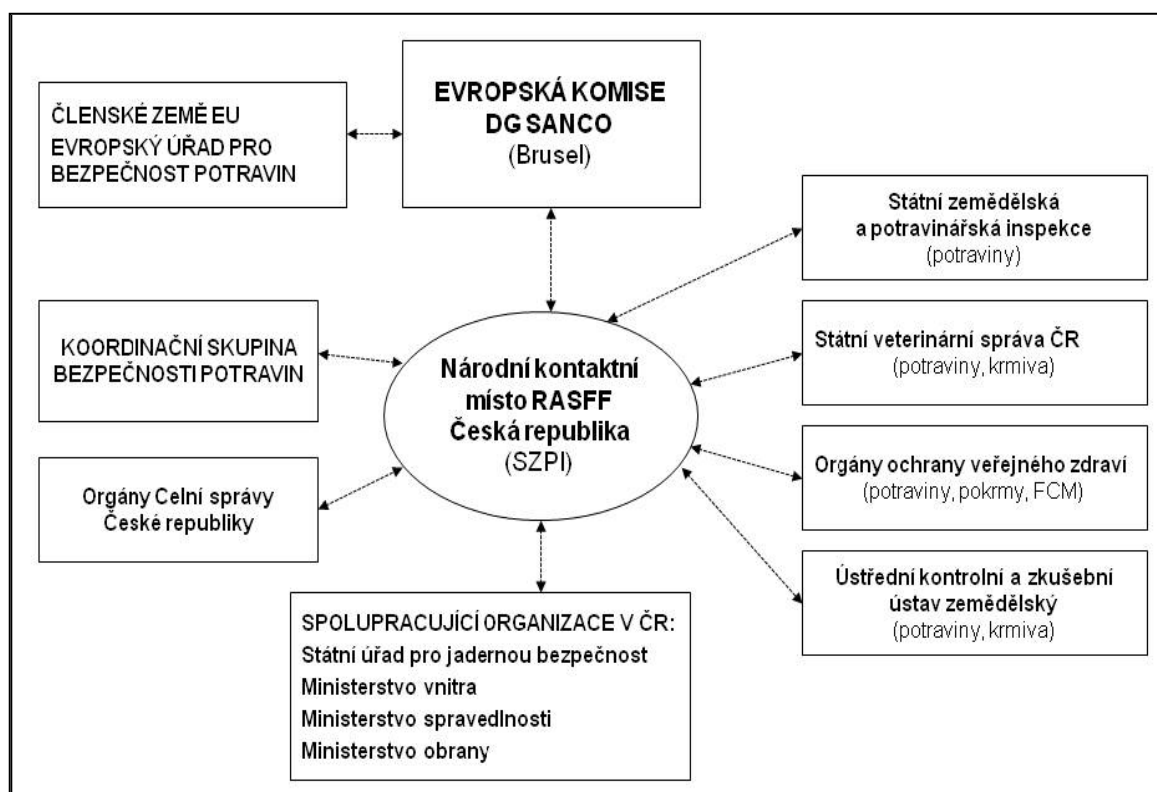 EVROPSKÁ KOMISE
DG SANCO
(Brusel)
ČLENSKÉ ZEMĚ EU
EVROPSKÝ ÚŘAD PRO
BEZPEČNOST POTRAVIN
Státní zemědělská
a potravinářská inspekce
(potraviny)
KOORDINAČNÍ SKUPINA
BEZPEČNOSTI POTRAVIN
Národní kontaktní
místo RASFF
Česká republika
(SZPI)
Státní veterinární správa ČR
(potraviny, krmiva)
Orgány Celní správy
České republiky
Orgány ochrany veřejného zdraví
(potraviny, pokrmy, FCM)
Ústřední kontrolní a zkušební
ústav zemědělský
(potraviny, krmiva)
SPOLUPRACUJÍCÍ ORGANIZACE V ČR:
Státní úřad pro jadernou bezpečnost
Ministerstvo vnitra
Ministerstvo spravedlnosti
Ministerstvo obrany